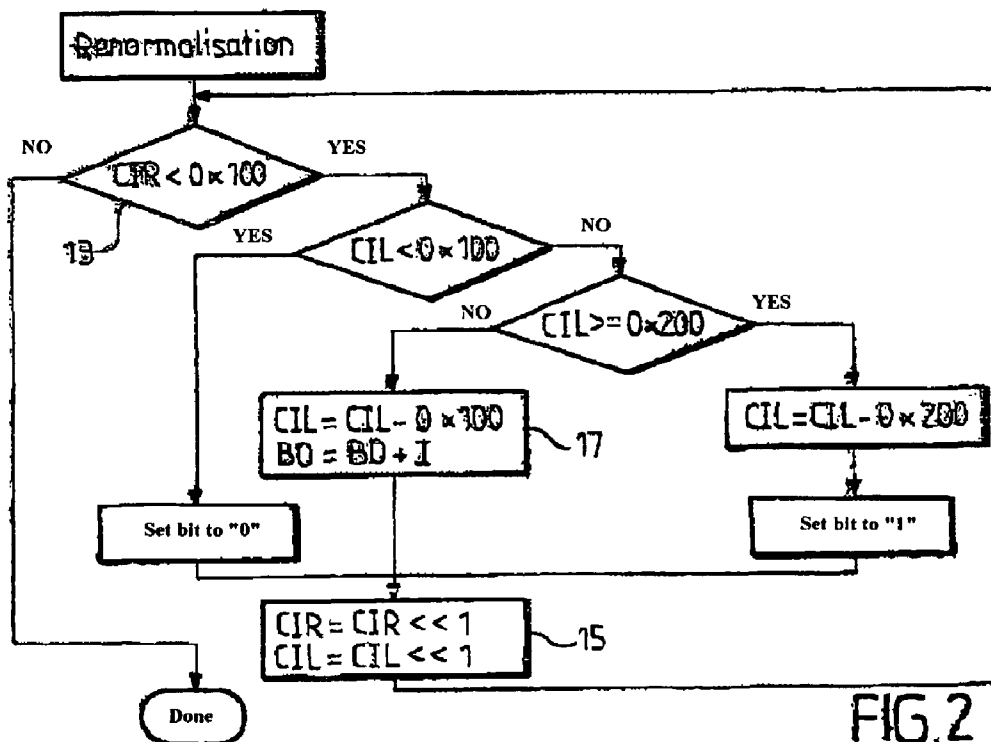 Renormalisation
NO
YES
CIR < 0x100
13
YES
CIL < 0x100
NO
NO
CIL >= 0x200
YES
CIL = CIL - 0x100
BO = BO + 1
17
CIL = CIL - 0x200
Set bit to "0"
Set bit to "1"
CIR = CIR << 1
CIL = CIL << 1
15
Done
FIG.2